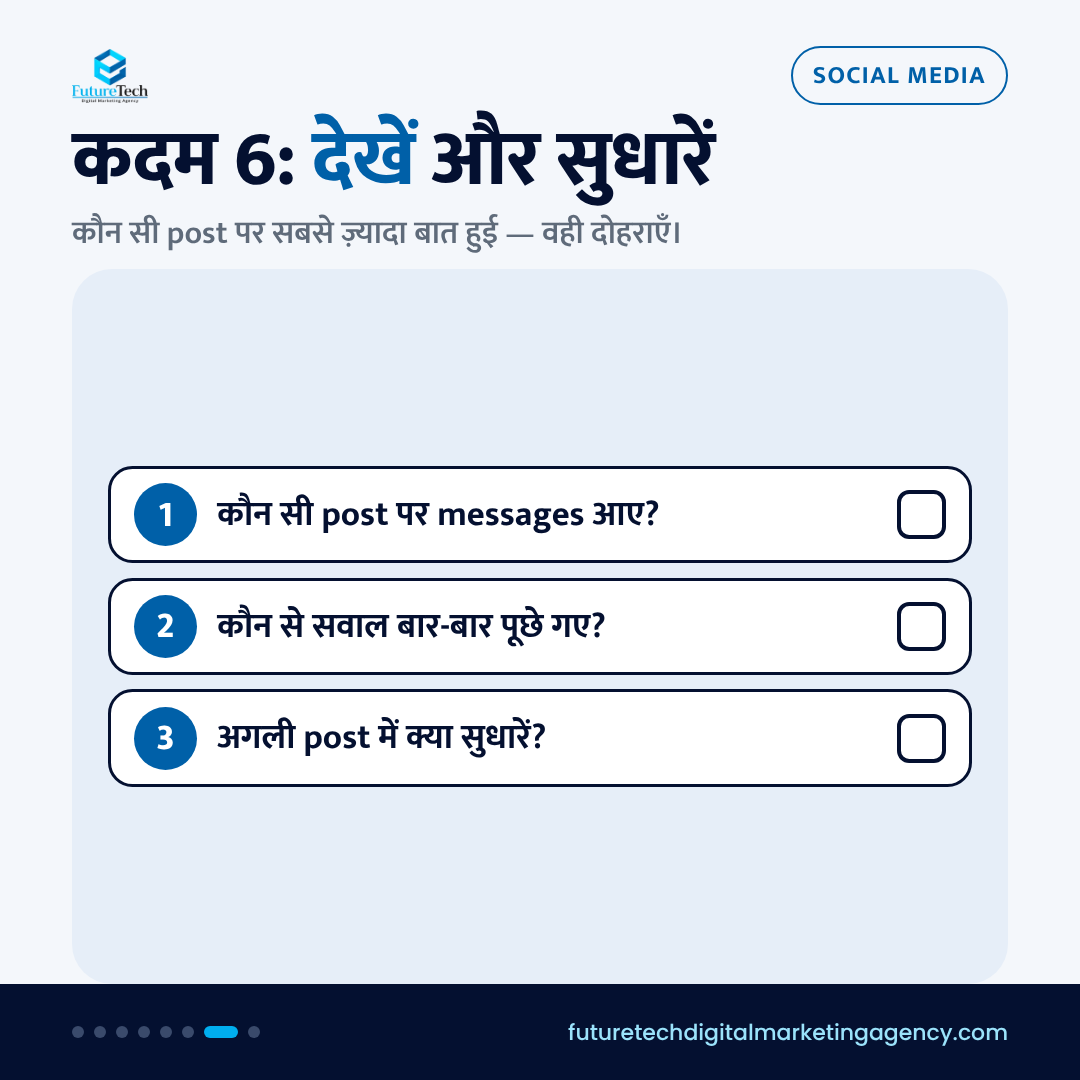 FutureTech
Digital Marketing Agency
SOCIAL MEDIA
कदम 6: देखें और सुधारें
कौन सी post पर सबसे ज़्यादा बात हुई — वही दोहराएँ।
1 कौन सी post पर messages आए?
2 कौन से सवाल बार-बार पूछे गए?
3 अगली post में क्या सुधारें?
futuretechdigitalmarketingagency.com